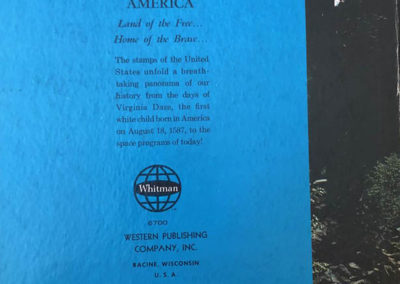 AMERICA
Land of the Free...
Home of the Brave...
The stamps of the United
States unfold a breath-
taking panorama of our
history from the days of
Virginia Dare, the first
white child born in America
on August 18, 1587, to the
space programs of today!
Whitman
6700
WESTERN PUBLISHING
COMPANY, INC.
RACINE, WISCONSIN
U. S. A.